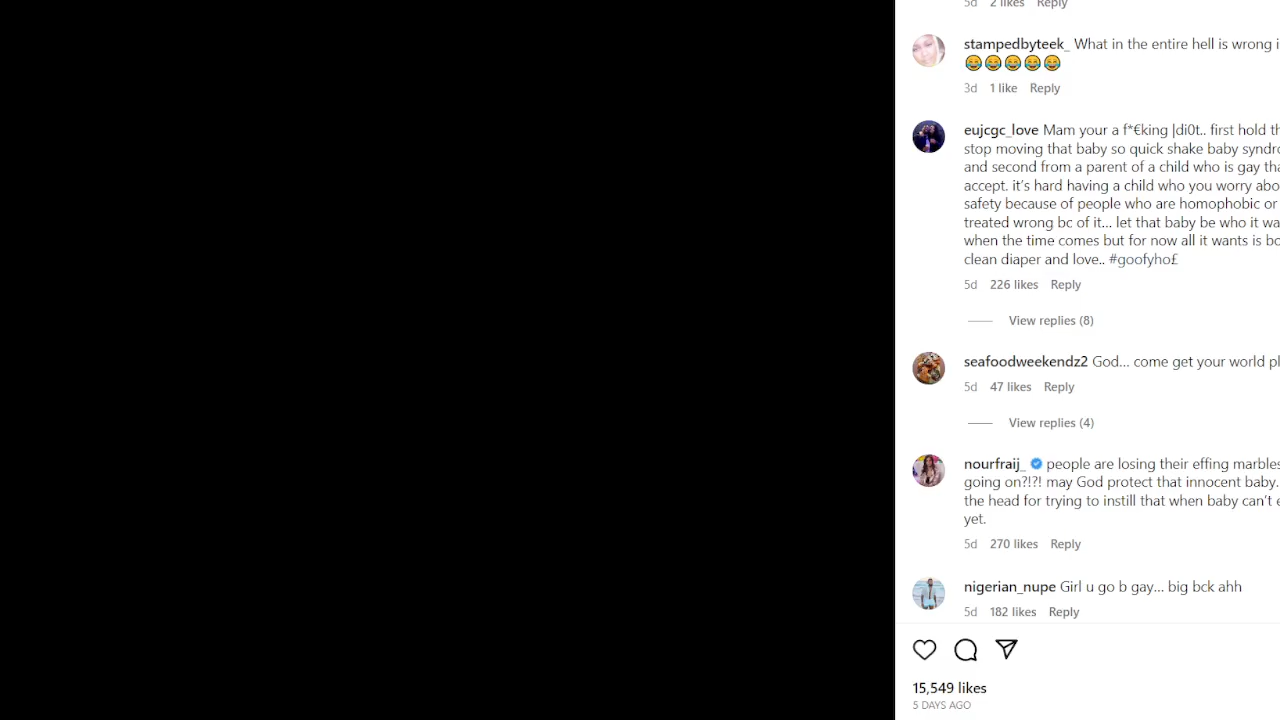 5d 2 likes Reply
stampedbyteek_ What in the entire hell is wrong i
😂😂😂😂😂
3d 1 like Reply
eujcgc_love Mam your a f*€king |di0t.. first hold th
stop moving that baby so quick shake baby syndro
and second from a parent of a child who is gay tha
accept. it's hard having a child who you worry abo
safety because of people who are homophobic or
treated wrong bc of it... let that baby be who it wa
when the time comes but for now all it wants is bo
clean diaper and love.. #goofyho£
5d 226 likes Reply
View replies (8)
seafoodweekendz2 God... come get your world pl
5d 47 likes Reply
View replies (4)
nourfraij_ people are losing their effing marbles
going on?!?! may God protect that innocent baby.
the head for trying to instill that when baby can't e
yet.
5d 270 likes Reply
nigerian_nupe Girl u go b gay... big bck ahh
5d 182 likes Reply
15,549 likes
5 DAYS AGO